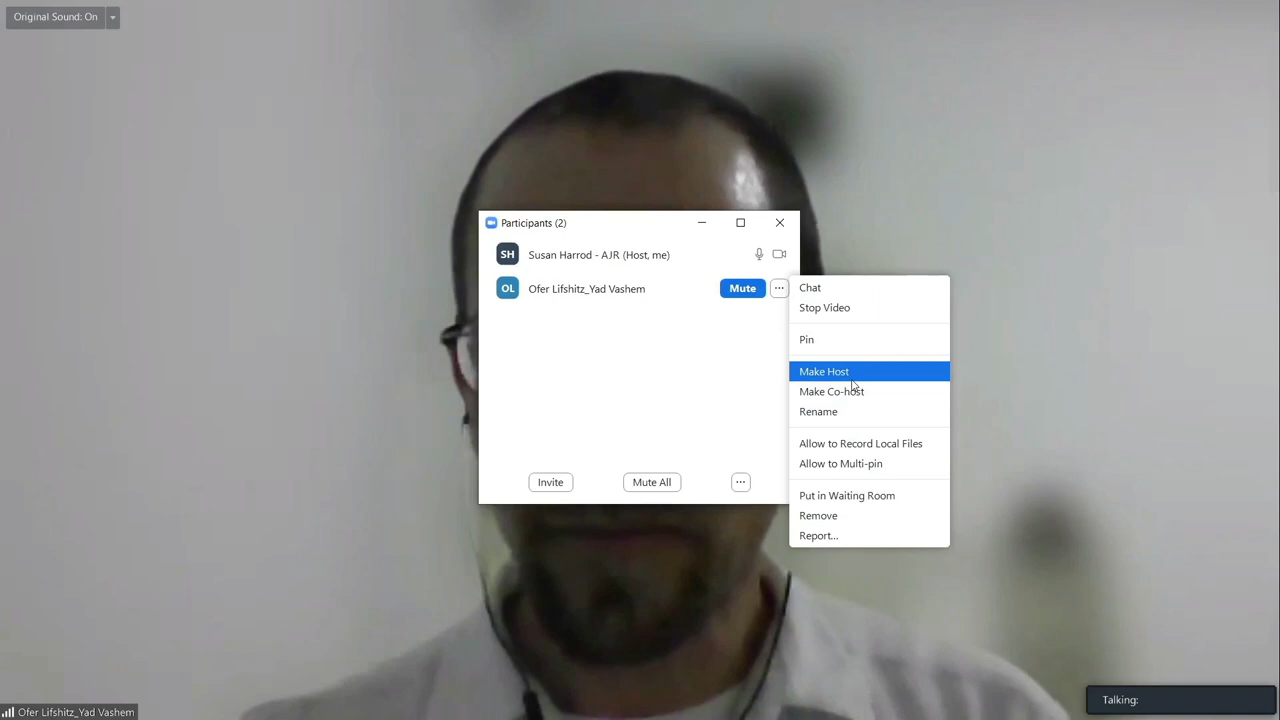 Original Sound: On
Participants (2)
SH Susan Harrod - AJR (Host, me)
OL Ofer Lifshitz_Yad Vashem Mute ...
Chat
Stop Video
Pin
Make Host
Make Co-host
Rename
Allow to Record Local Files
Allow to Multi-pin
Put in Waiting Room
Remove
Report...
Invite Mute All ...
Ofer Lifshitz_Yad Vashem
Talking: